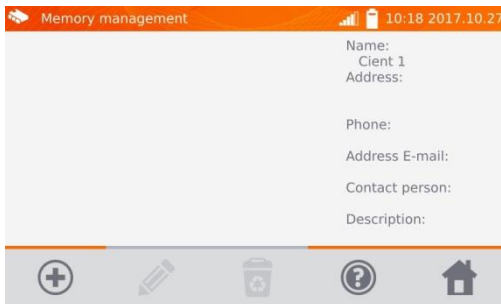 Memory management 10:18 2017.10.27
Name:
Cient 1
Address:
Phone:
Address E-mail:
Contact person:
Description: